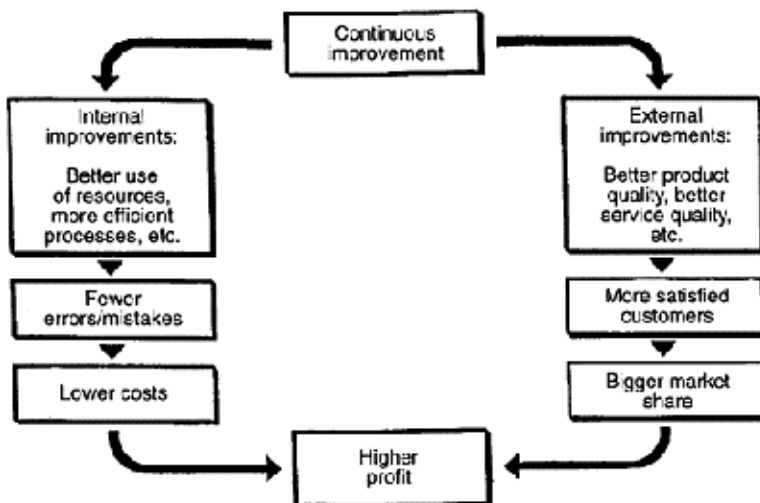 Continuous
improvement
Internal
improvements:
Better use
of resources,
more efficient
processes, etc.
Fewer
errors/mistakes
Lower costs
External
improvements:
Better product
quality, better
service quality,
etc.
More satisfied
customers
Bigger market
share
Higher
profit